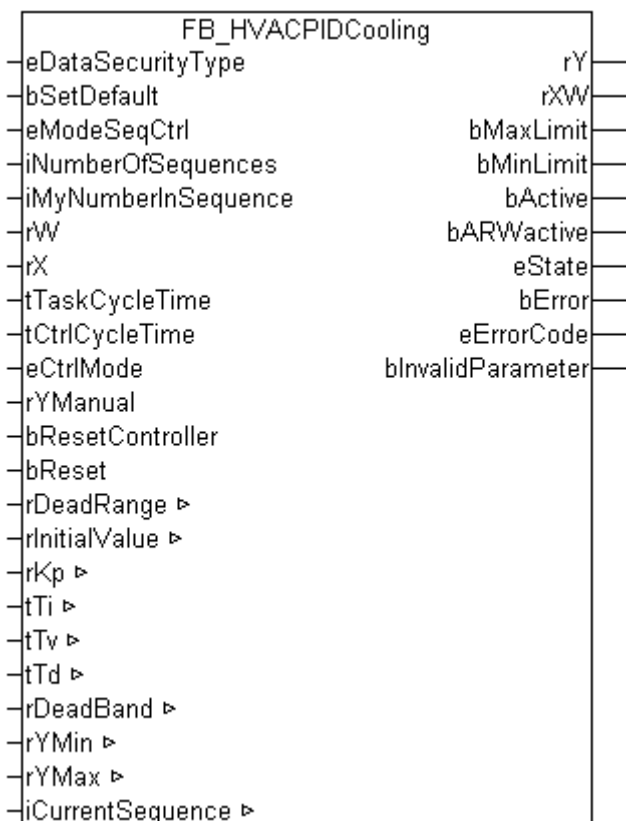 FB_HVACPIDCooling
eDataSecurityType rY
bSetDefault rXW
eModeSeqCtrl bMaxLimit
iNumberOfSequences bMinLimit
iMyNumberInSequence bActive
rW bARWactive
rX eState
tTaskCycleTime bError
tCtrlCycleTime eErrorCode
eCtrlMode bInvalidParameter
rYManual
bResetController
bReset
rDeadRange ▹
rInitialValue ▹
rKp ▹
tTi ▹
tTv ▹
tTd ▹
rDeadBand ▹
rYMin ▹
rYMax ▹
iCurrentSequence ▹